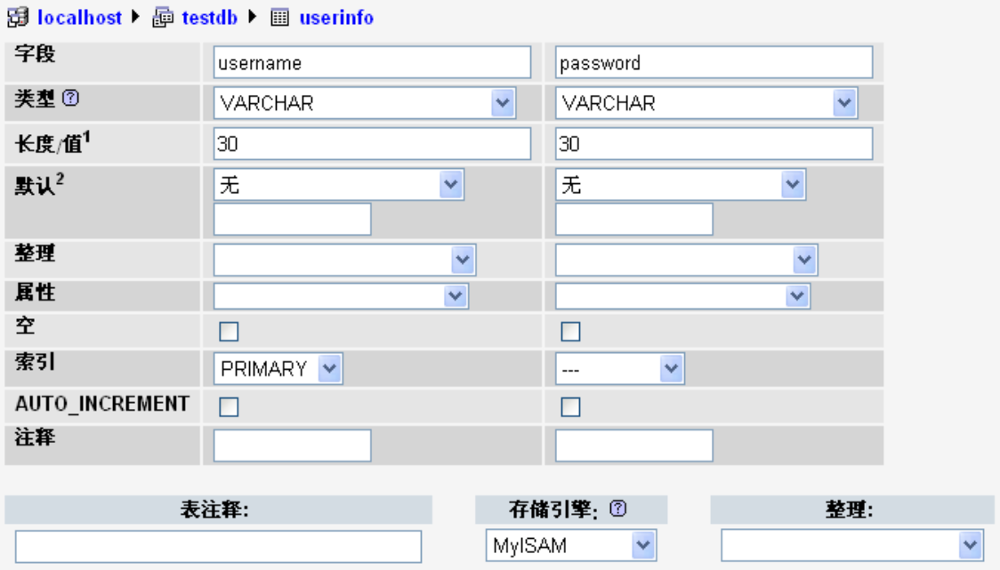 localhost testdb userinfo
字段 username password
类型 VARCHAR VARCHAR
长度/值1 30 30
默认2 无 无
整理
属性
空
索引 PRIMARY ---
AUTO_INCREMENT
注释
表注释: 存储引擎: 整理:
MyISAM